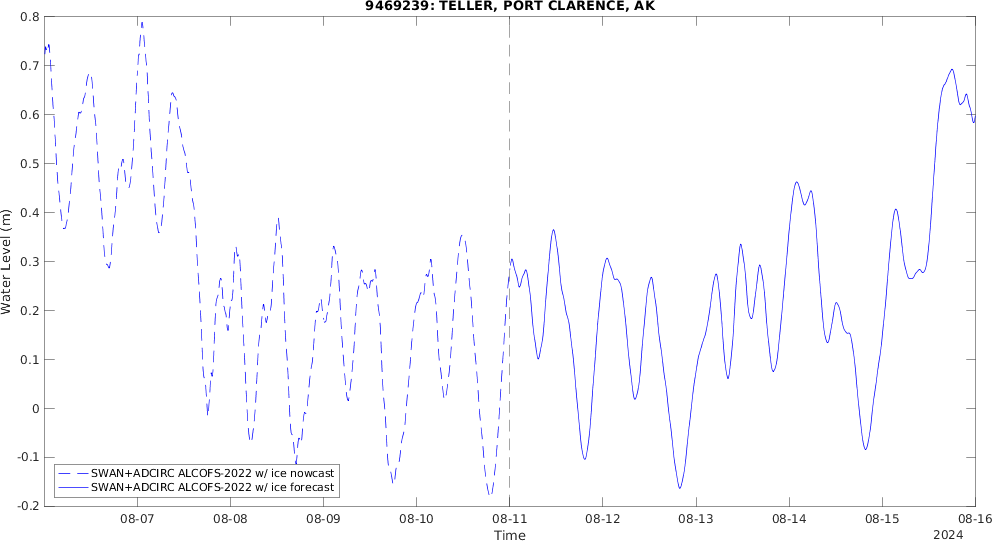 9469239: TELLER, PORT CLARENCE, AK
0.8
0.7
0.6
0.5
0.4
0.3
0.2
0.1
0
-0.1
-0.2
Water Level (m)
SWAN+ADCIRC ALCOFS-2022 w/ ice nowcast
SWAN+ADCIRC ALCOFS-2022 w/ ice forecast
08-07 08-08 08-09 08-10 08-11 08-12 08-13 08-14 08-15 08-16
Time
2024